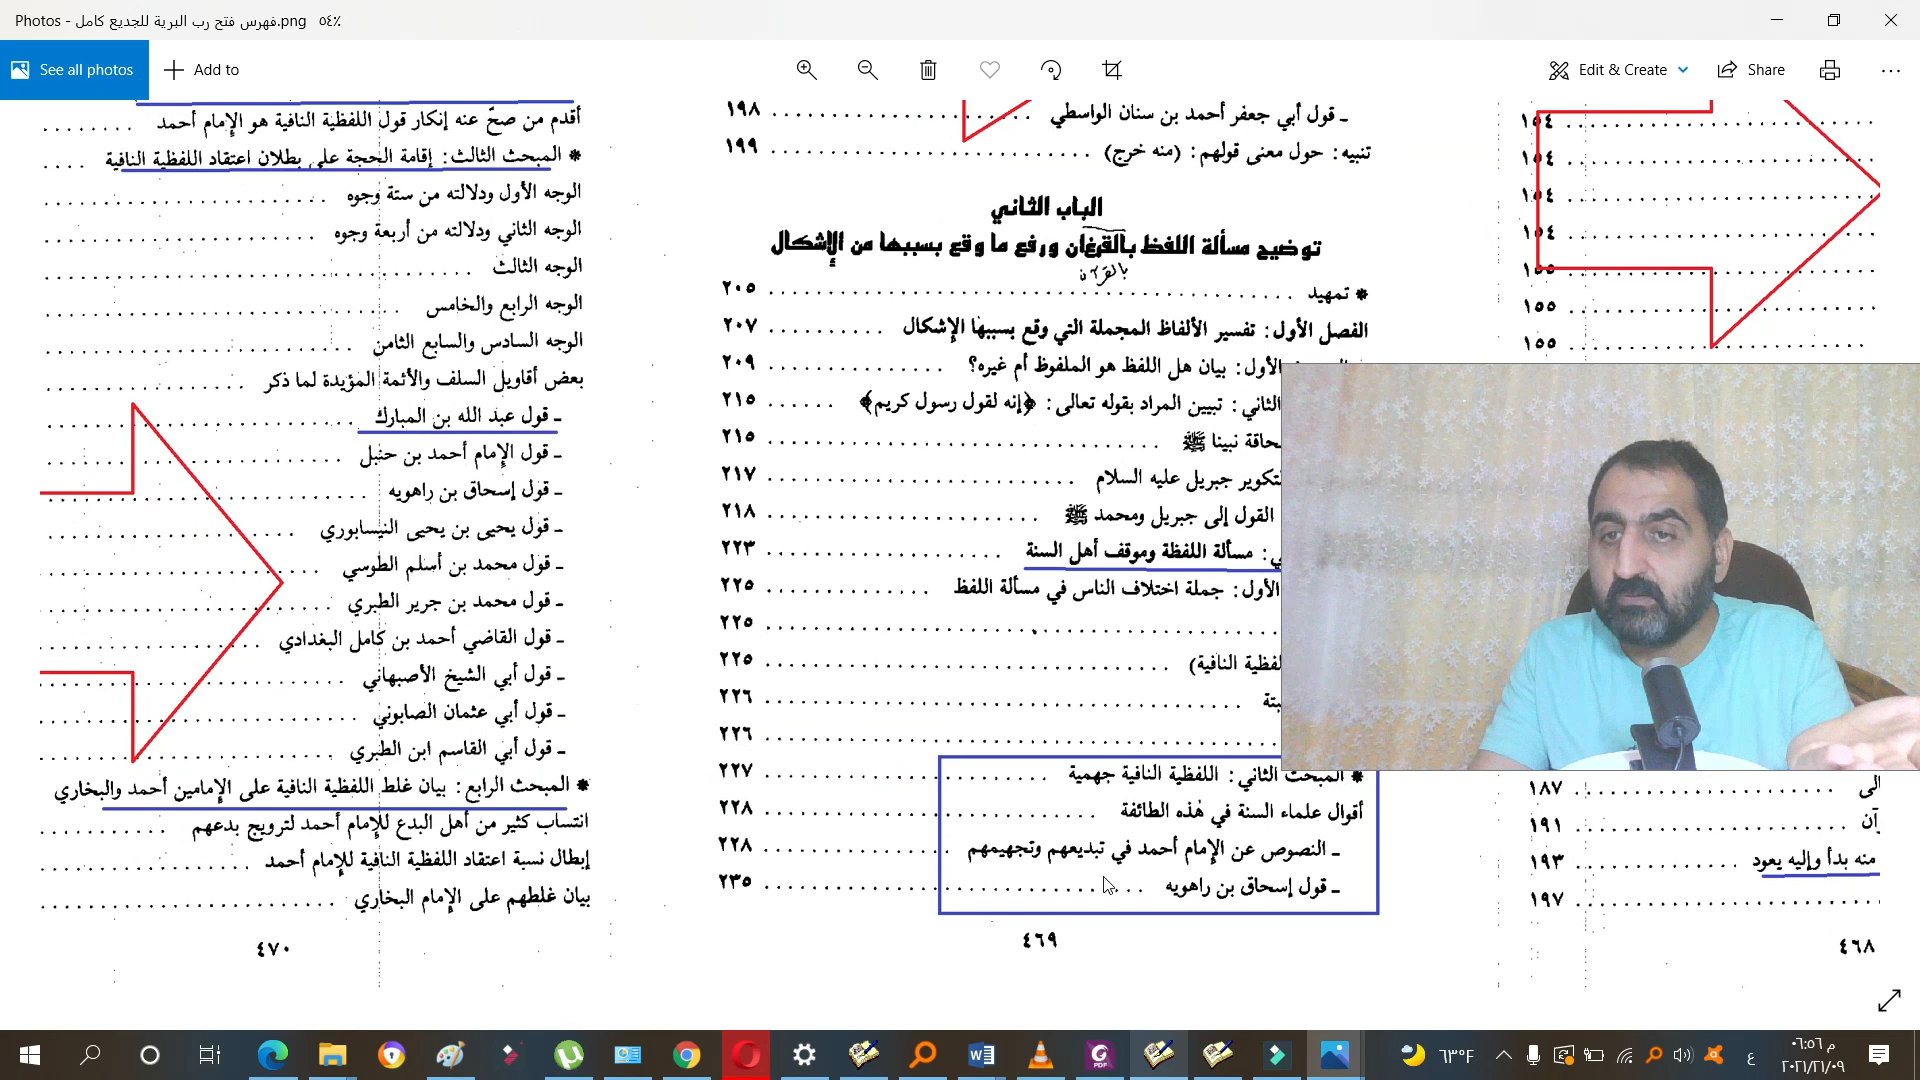 Photos - فهرس فتح رب البرية للجديع كامل.png ٥٤٪
See all photos
Add to
Edit & Create
Share
١٥٤
١٥٤
١٥٤
١٥٤
١٥٥
١٥٥
١٥٥
لى
١٨٧
آن
١٩١
منه بدأ وإليه يعود
١٩٣
١٩٧
٤٦٨
ـ قول أبي جعفر أحمد بن سنان الواسطي ١٩٨
تنبيه: حول معنى قولهم: (منه خرج) ١٩٩
الباب الثاني
توضيح مسألة اللفظ بالقرغان ورفع ما وقع بسببها من الإشكال
بالقرآن
* تمهيد ٢٠٥
الفصل الأول: تفسير الألفاظ المجملة التي وقع بسببها الإشكال ٢٠٧
الأول: بيان هل اللفظ هو الملفوظ أم غيره؟ ٢٠٩
الثاني: تبيين المراد بقوله تعالى: ﴿إنه لقول رسول كريم﴾ ٢١٥
نبينا ﷺ ٢١٥
جبريل عليه السلام ٢١٧
القول إلى جبريل ومحمد ﷺ ٢١٨
ي: مسألة اللفظة وموقف أهل السنة ٢٢٣
الأول: جملة اختلاف الناس في مسألة اللفظ ٢٢٥
٢٢٥
لفظية النافية) ٢٢٥
بتة ٢٢٦
٢٢٦
* المبحث الثاني: اللفظية النافية جهمية ٢٢٧
أقوال علماء السنة في هذه الطائفة ٢٢٨
ـ النصوص عن الإمام أحمد في تبديعهم وتجهيمهم ٢٢٨
ـ قول إسحاق بن راهويه ٢٣٥
٤٦٩
أقدم من صحّ عنه إنكار قول اللفظية النافية هو الإمام أحمد
* المبحث الثالث: إقامة الحجة على بطلان اعتقاد اللفظية النافية
الوجه الأول ودلالته من ستة وجوه
الوجه الثاني ودلالته من أربعة وجوه
الوجه الثالث
الوجه الرابع والخامس
الوجه السادس والسابع الثامن
بعض أقاويل السلف والأئمة المؤيدة لما ذكر
ـ قول عبد الله بن المبارك
ـ قول الإمام أحمد بن حنبل
ـ قول إسحاق بن راهويه
ـ قول يحيى بن يحيى النيسابوري
ـ قول محمد بن أسلم الطوسي
ـ قول محمد بن جرير الطبري
ـ قول القاضي أحمد بن كامل البغدادي
ـ قول أبي الشيخ الأصبهاني
ـ قول أبي عثمان الصابوني
ـ قول أبي القاسم ابن الطبري
* المبحث الرابع: بيان غلط اللفظية النافية على الإمامين أحمد والبخاري
انتساب كثير من أهل البدع للإمام أحمد لترويج بدعهم
إبطال نسبة اعتقاد اللفظية النافية للإمام أحمد
بيان غلطهم على الإمام البخاري
٤٧٠
٦٣°F
ع
٠٦:٥٦ م
٢٠٢١/٢١/٠٩